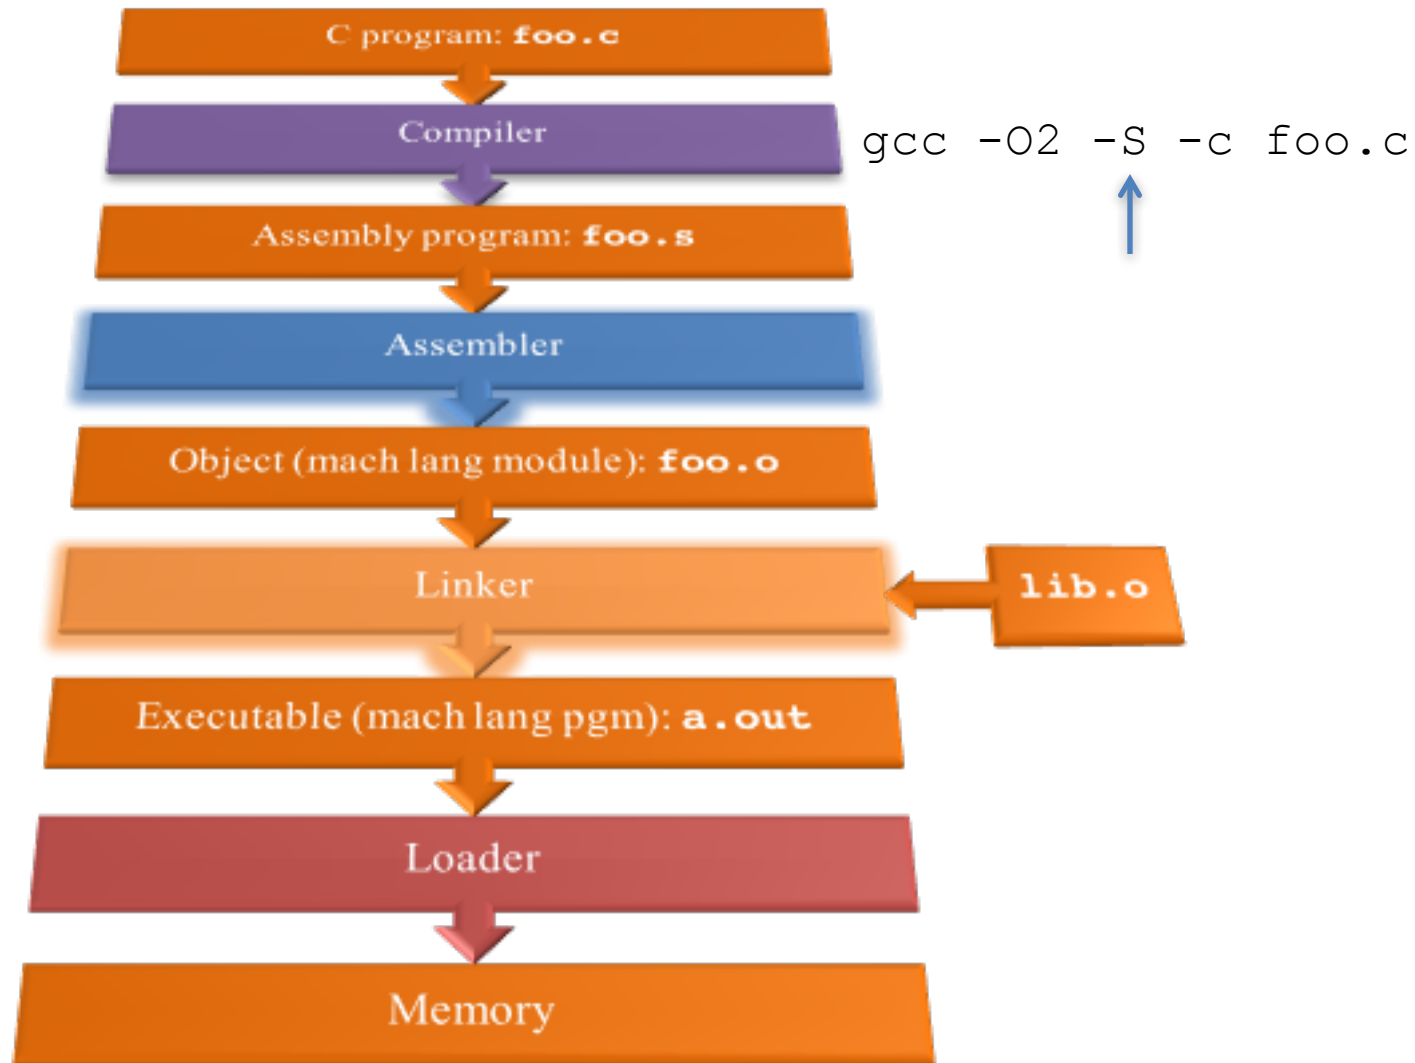 C program: foo.c
Compiler
gcc -O2 -S -c foo.c
Assembly program: foo.s
Assembler
Object (mach lang module): foo.o
Linker
lib.o
Executable (mach lang pgm): a.out
Loader
Memory